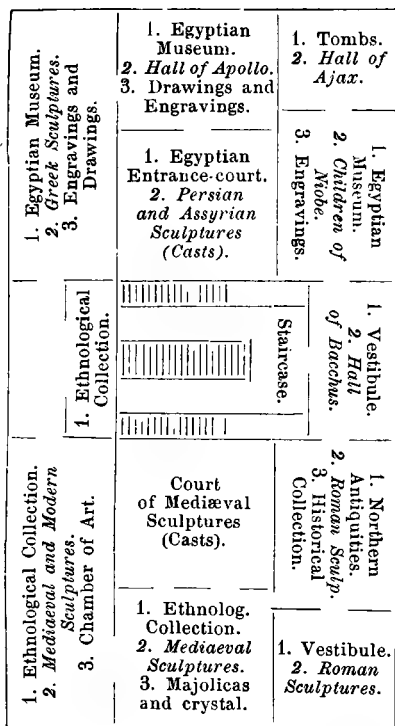 1. Egyptian Museum.
2. Greek Sculptures.
3. Engravings and
Drawings.
1. Egyptian
Museum.
2. Hall of Apollo.
3. Drawings and
Engravings.
1. Tombs.
2. Hall of
Ajax.
1. Egyptian
Entrance-court.
2. Persian
and Assyrian
Sculptures
(Casts).
1. Egyptian
Museum.
2. Children of
Niobe.
3. Engravings.
1. Ethnological
Collection.
Staircase.
1. Vestibule.
2. Hall
of Bacchus.
1. Ethnological Collection.
2. Mediaeval and Modern
Sculptures.
3. Chamber of Art.
Court
of Mediæval
Sculptures
(Casts).
1. Northern
Antiquities.
2. Roman Sculp.
3. Historical
Collection.
1. Ethnolog.
Collection.
2. Mediaeval
Sculptures.
3. Majolicas
and crystal.
1. Vestibule.
2. Roman
Sculptures.